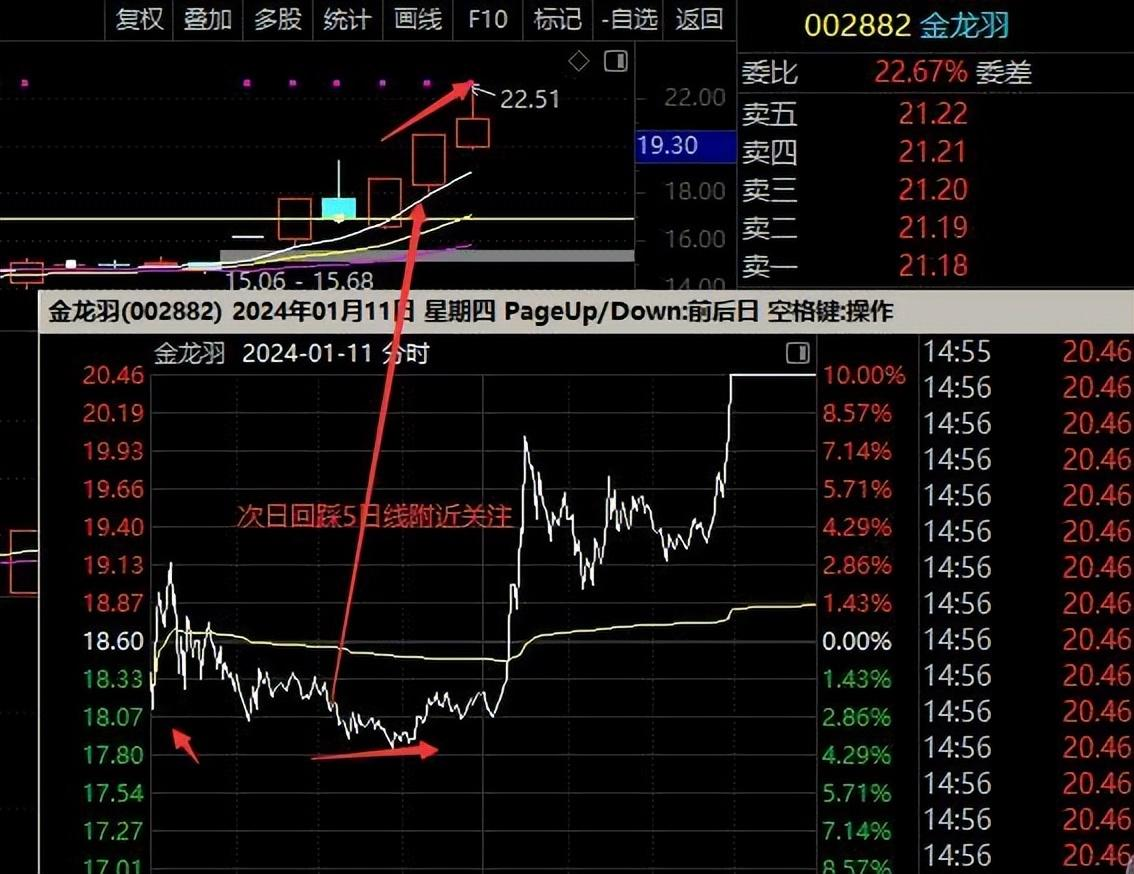 复权 叠加 多股 统计 画线 F10 标记 -自选 返回
002882 金龙羽
委比 22.67% 委差
卖五 21.22
卖四 21.21
卖三 21.20
卖二 21.19
卖一 21.18
22.51
22.00
19.30
18.00
16.00
14.00
15.06 - 15.68
金龙羽(002882) 2024年01月11日 星期四 PageUp/Down:前后日 空格键:操作
金龙羽 2024-01-11 分时
20.46 10.00%
20.19 8.57%
19.93 7.14%
19.66 5.71%
19.40 4.29%
19.13 2.86%
18.87 1.43%
18.60 0.00%
18.33 1.43%
18.07 2.86%
17.80 4.29%
17.54 5.71%
17.27 7.14%
17.01 8.57%
次日回踩5日线附近关注
14:55 20.46
14:56 20.46
14:56 20.46
14:56 20.46
14:56 20.46
14:56 20.46
14:56 20.46
14:56 20.46
14:56 20.46
14:56 20.46
14:56 20.46
14:56 20.46
14:56 20.46
14:56 20.46
14:56 20.46